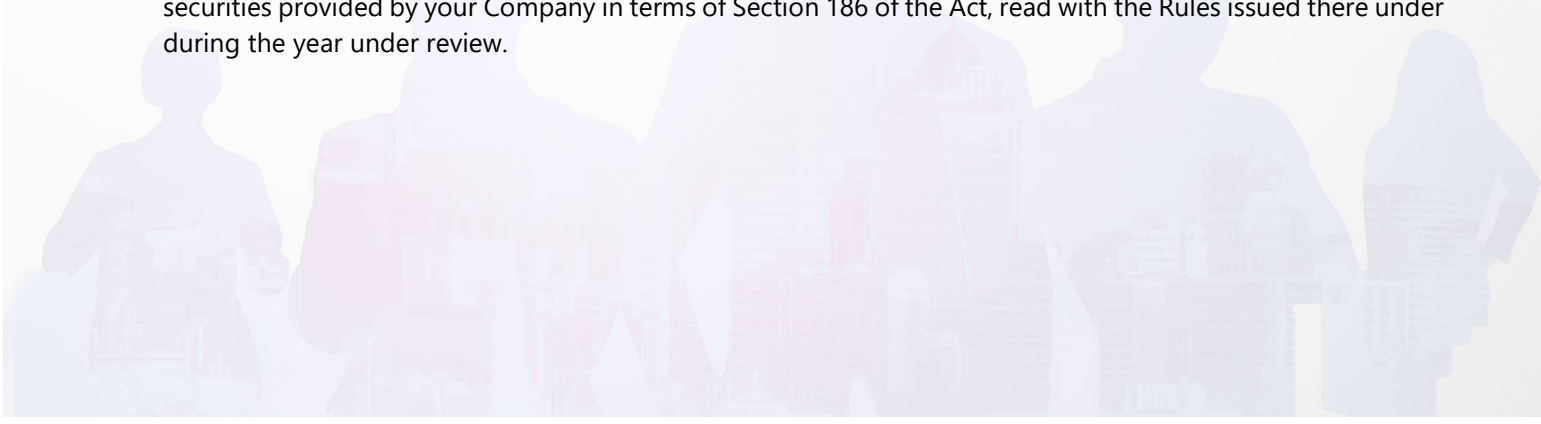 securities provided by your Company in terms of Section 186 of the Act, read with the Rules issued there under
during the year under review.